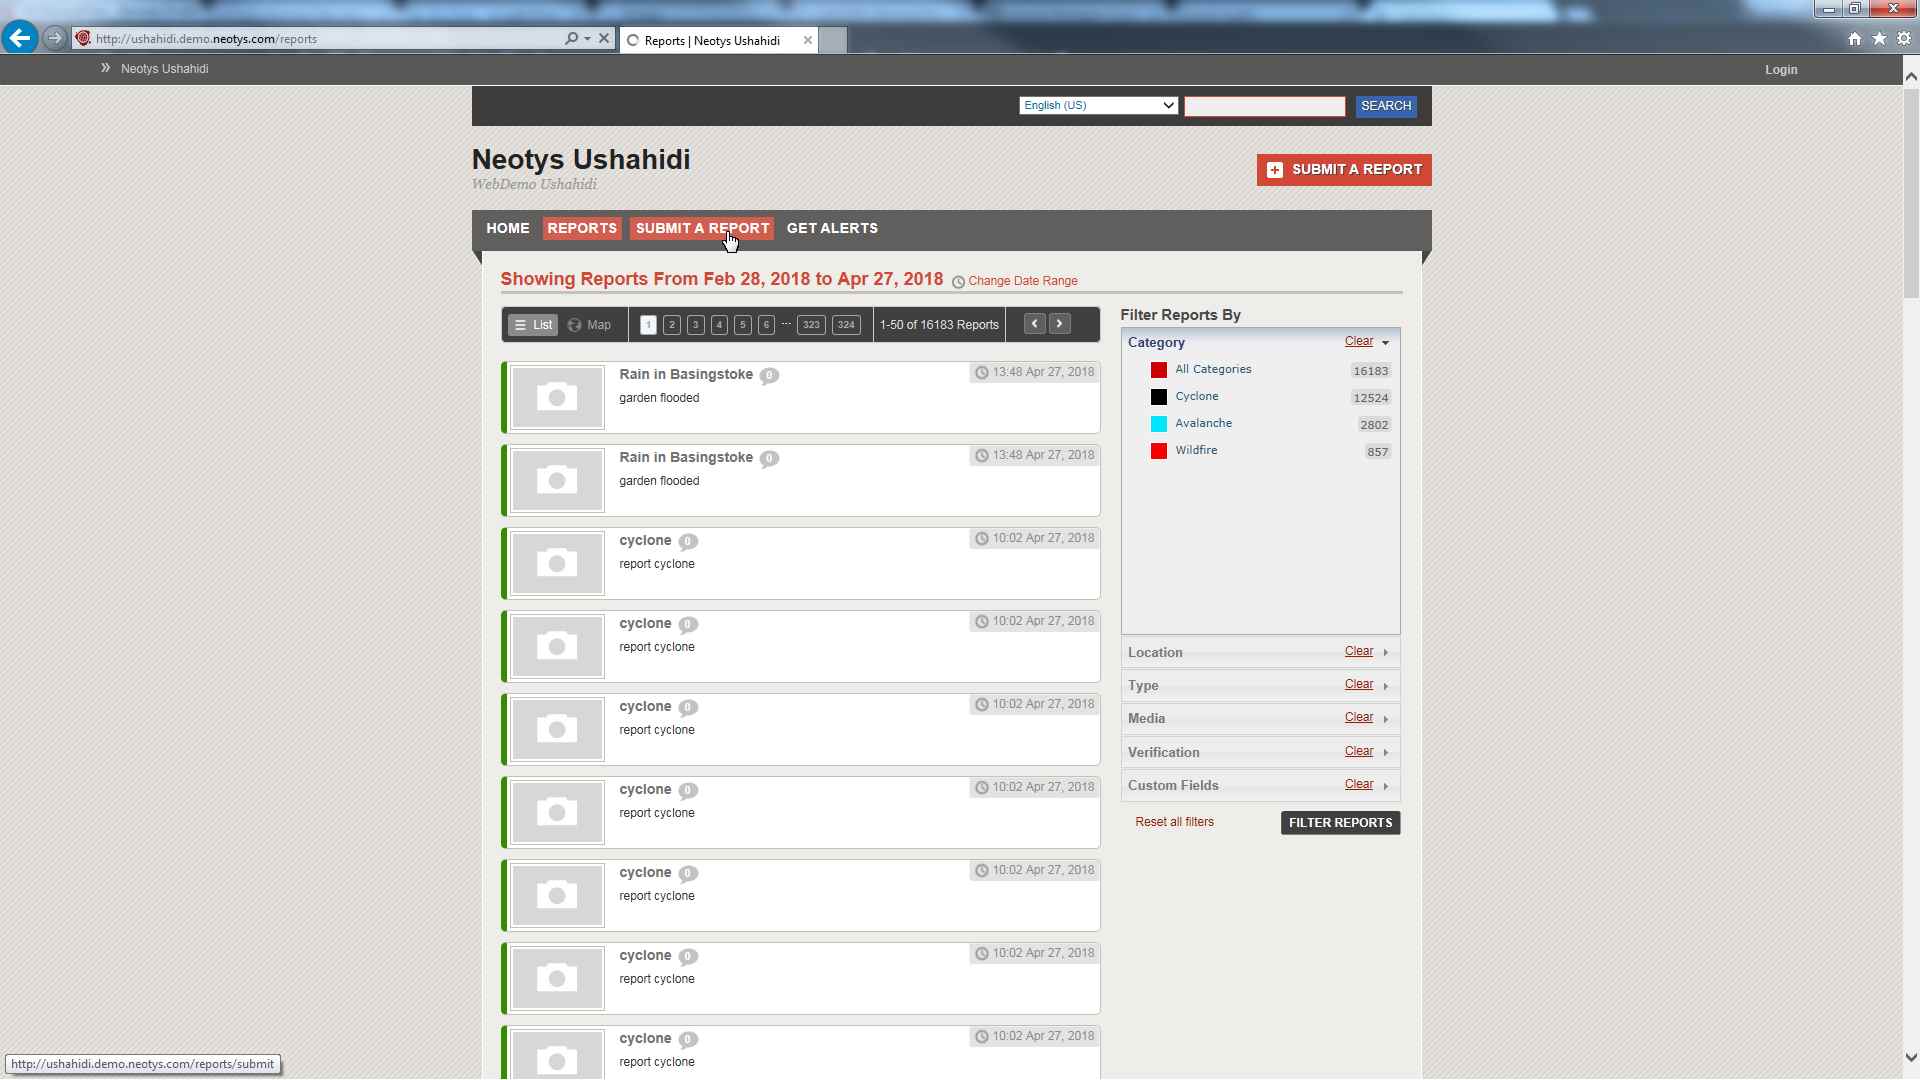 http://ushahidi.demo.neotys.com/reports
Reports | Neotys Ushahidi
Neotys Ushahidi
Login
English (US)
SEARCH
Neotys Ushahidi
WebDemo Ushahidi
SUBMIT A REPORT
HOME REPORTS SUBMIT A REPORT GET ALERTS
Showing Reports From Feb 28, 2018 to Apr 27, 2018 Change Date Range
List Map 1 2 3 4 5 6 ... 323 324 1-50 of 16183 Reports
Rain in Basingstoke 0 13:48 Apr 27, 2018
garden flooded
Rain in Basingstoke 0 13:48 Apr 27, 2018
garden flooded
cyclone 0 10:02 Apr 27, 2018
report cyclone
cyclone 0 10:02 Apr 27, 2018
report cyclone
cyclone 0 10:02 Apr 27, 2018
report cyclone
cyclone 0 10:02 Apr 27, 2018
report cyclone
cyclone 0 10:02 Apr 27, 2018
report cyclone
cyclone 0 10:02 Apr 27, 2018
report cyclone
cyclone 0 10:02 Apr 27, 2018
report cyclone
Filter Reports By
Category Clear
All Categories 16183
Cyclone 12524
Avalanche 2802
Wildfire 857
Location Clear
Type Clear
Media Clear
Verification Clear
Custom Fields Clear
Reset all filters FILTER REPORTS
http://ushahidi.demo.neotys.com/reports/submit